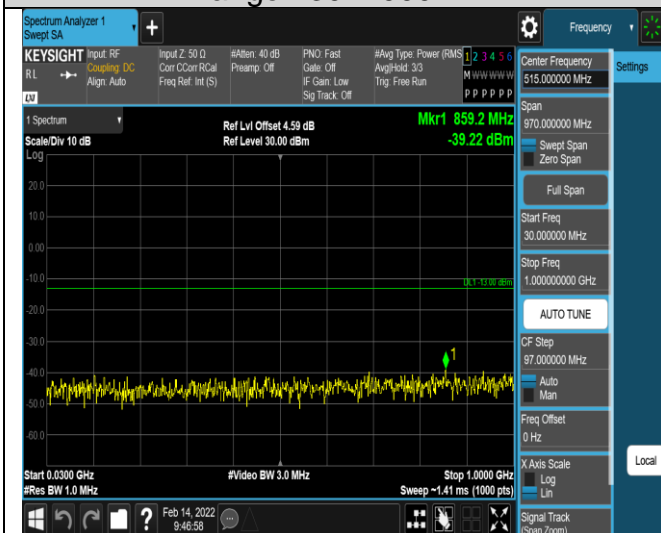 Spectrum Analyzer 1
Swept SA
+
Frequency
KEYSIGHT
RL
LXI
Input: RF
Coupling: DC
Align: Auto
Input Z: 50 Ω
Corr CCorr RCal
Freq Ref: Int (S)
#Atten: 40 dB
Preamp: Off
PNO: Fast
Gate: Off
IF Gain: Low
Sig Track: Off
#Avg Type: Power (RMS
Avg|Hold: 3/3
Trig: Free Run
1 2 3 4 5 6
M W W W W W
P P P P P P
1 Spectrum
Scale/Div 10 dB
Log
Ref Lvl Offset 4.59 dB
Ref Level 30.00 dBm
Mkr1 859.2 MHz
-39.22 dBm
20.0
10.0
0.00
-10.0
-20.0
-30.0
-40.0
-50.0
-60.0
DL1 -13.00 dBm
1
Start 0.0300 GHz
#Res BW 1.0 MHz
#Video BW 3.0 MHz
Stop 1.0000 GHz
Sweep ~1.41 ms (1000 pts)
?
Feb 14, 2022
9:46:58
Center Frequency
515.000000 MHz
Span
970.000000 MHz
Swept Span
Zero Span
Full Span
Start Freq
30.000000 MHz
Stop Freq
1.000000000 GHz
AUTO TUNE
CF Step
97.000000 MHz
Auto
Man
Freq Offset
0 Hz
X Axis Scale
Log
Lin
Signal Track
(Span Zoom)
Settings
Local